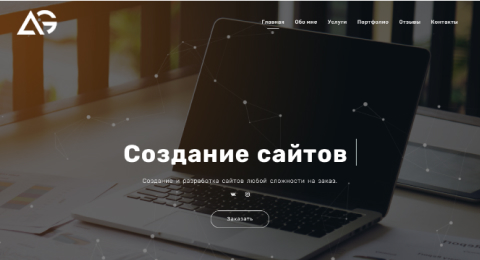 AG
Главная Обо мне Услуги Портфолио Отзывы Контакты
Создание сайтов
Создание и разработка сайтов любой сложности на заказ.
Заказать